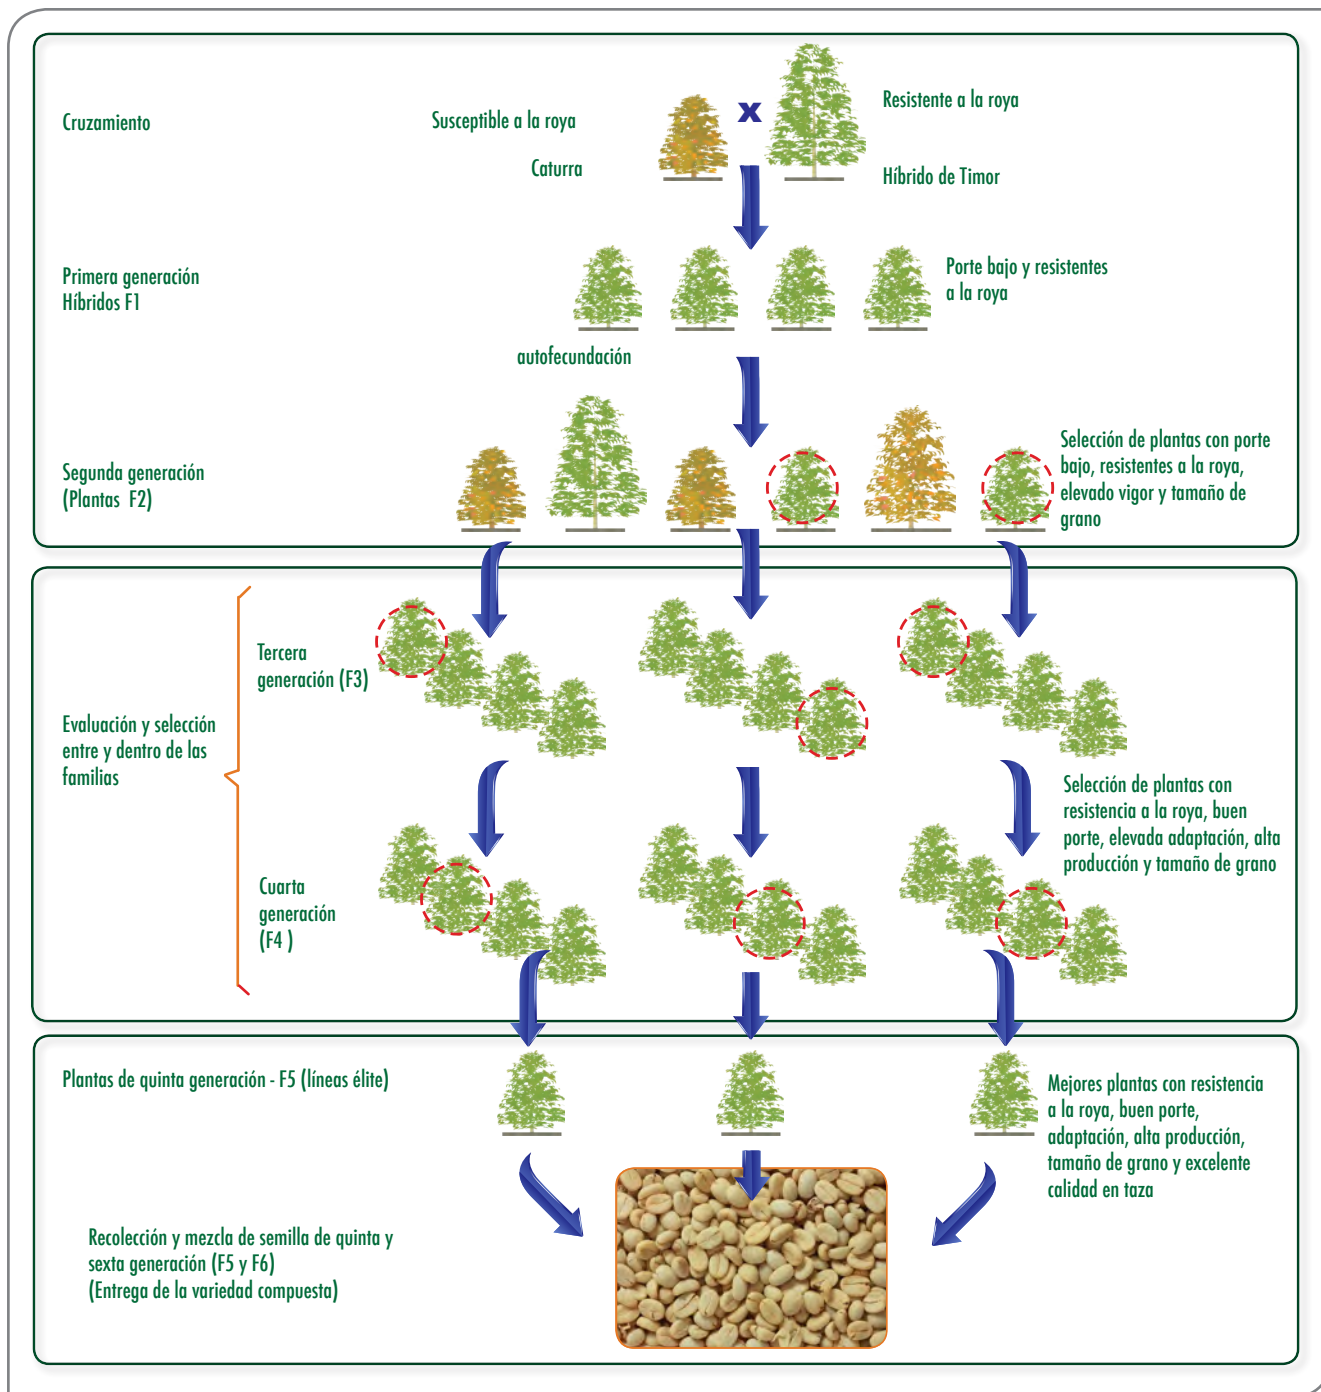 Cruzamiento
Susceptible a la roya
x
Resistente a la roya
Caturra
Híbrido de Timor
Primera generación
Híbridos F1
Porte bajo y resistentes
a la roya
autofecundación
Segunda generación
(Plantas F2)
Selección de plantas con porte
bajo, resistentes a la roya,
elevado vigor y tamaño de
grano
Tercera
generación (F3)
Evaluación y selección
entre y dentro de las
familias
Selección de plantas con
resistencia a la roya, buen
porte, elevada adaptación, alta
producción y tamaño de grano
Cuarta
generación
(F4 )
Plantas de quinta generación - F5 (líneas élite)
Mejores plantas con resistencia
a la roya, buen porte,
adaptación, alta producción,
tamaño de grano y excelente
calidad en taza
Recolección y mezcla de semilla de quinta y
sexta generación (F5 y F6)
(Entrega de la variedad compuesta)